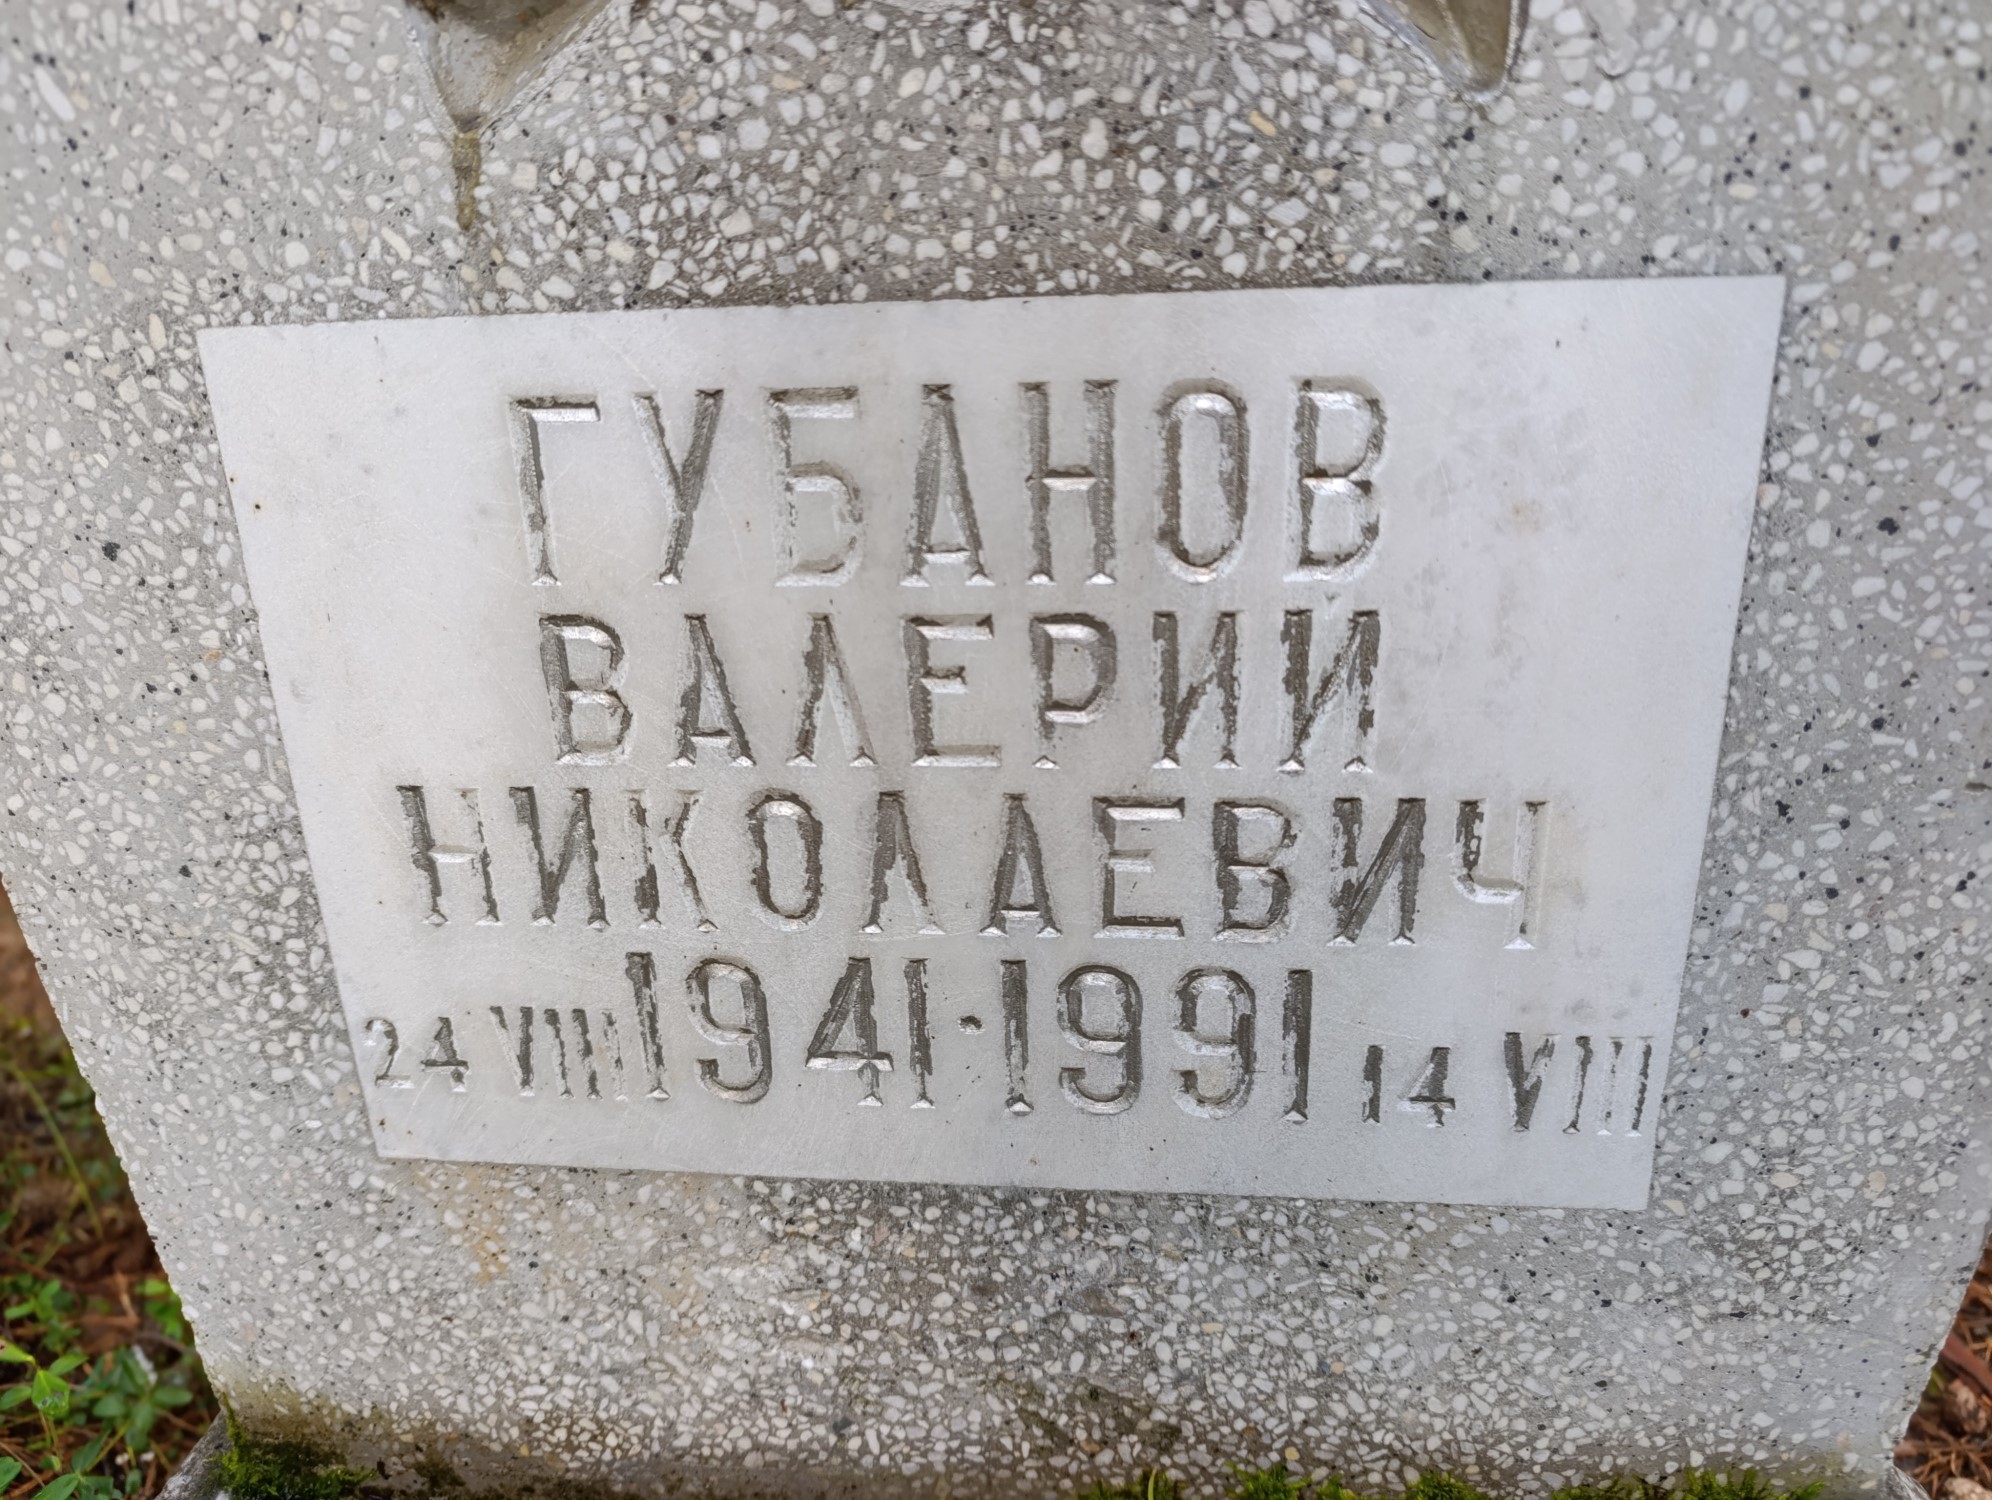 ГУБАНОВ
ВАЛЕРИИ
НИКОЛАЕВИЧ
24 VIII 1941·1991 14 VIII